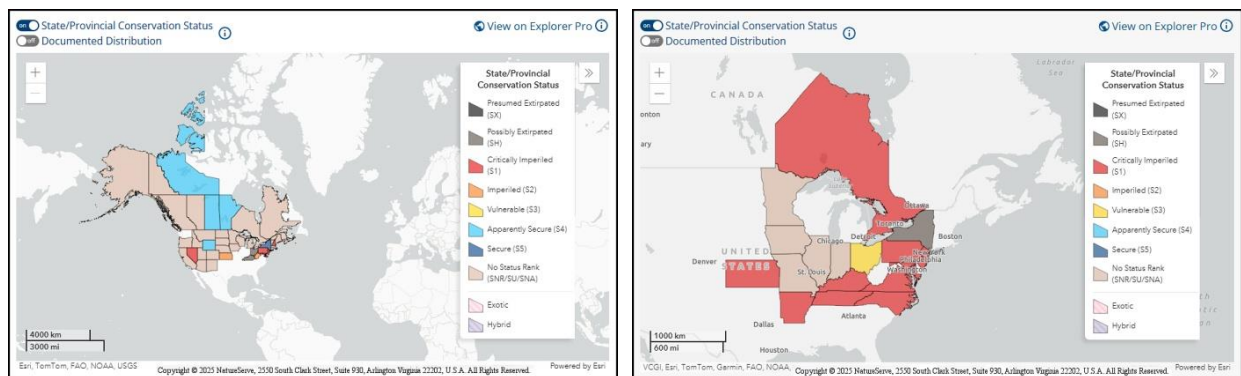 on State/Provincial Conservation Status
off Documented Distribution
View on Explorer Pro
State/Provincial
Conservation Status
Presumed Extirpated
(SX)
Possibly Extirpated
(SH)
Critically Imperiled
(S1)
Imperiled (S2)
Vulnerable (S3)
Apparently Secure (S4)
Secure (S5)
No Status Rank
(SNR/SU/SNA)
Exotic
Hybrid
4000 km
3000 mi
Esri, TomTom, FAO, NOAA, USGS
Copyright © 2025 NatureServe, 2550 South Clark Street, Suite 930, Arlington Virginia 22202, U.S.A. All Rights Reserved.
Powered by Esri
on State/Provincial Conservation Status
off Documented Distribution
View on Explorer Pro
Labrador
Sea
CANADA
onton
ary
Ottawa
Toronto
Boston
Detroit
Chicago
New York
Philadelphia
Washington
UNITED
STATES
Denver
St. Louis
Atlanta
Dallas
Houston
State/Provincial
Conservation Status
Presumed Extirpated
(SX)
Possibly Extirpated
(SH)
Critically Imperiled
(S1)
Imperiled (S2)
Vulnerable (S3)
Apparently Secure (S4)
Secure (S5)
No Status Rank
(SNR/SU/SNA)
Exotic
Hybrid
1000 km
600 mi
VCGI, Esri, TomTom, Garmin, FAO, NOAA,
Copyright © 2025 NatureServe, 2550 South Clark Street, Suite 930, Arlington Virginia 22202, U.S.A. All Rights Reserved.
Powered by Esri